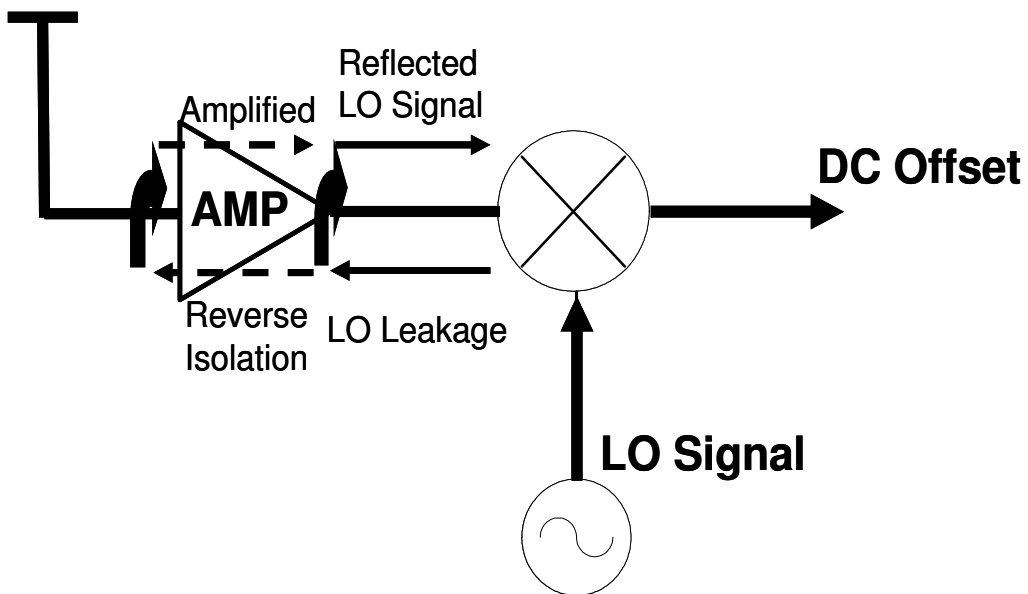 Reflected
LO Signal
Amplified
DC Offset
AMP
Reverse
Isolation
LO Leakage
LO Signal